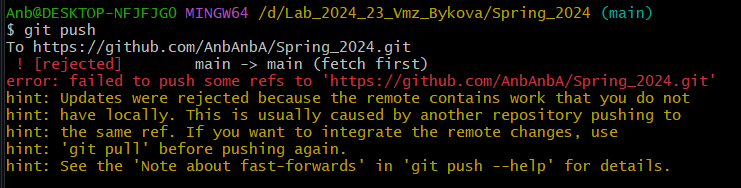 Anb@DESKTOP-NFJFJGO MINGW64 /d/Lab_2024_23_Vmz_Bykova/Spring_2024 (main)
$ git push
To https://github.com/AnbAnbA/Spring_2024.git
 ! [rejected]        main -> main (fetch first)
error: failed to push some refs to 'https://github.com/AnbAnbA/Spring_2024.git'
hint: Updates were rejected because the remote contains work that you do not
hint: have locally. This is usually caused by another repository pushing to
hint: the same ref. If you want to integrate the remote changes, use
hint: 'git pull' before pushing again.
hint: See the 'Note about fast-forwards' in 'git push --help' for details.